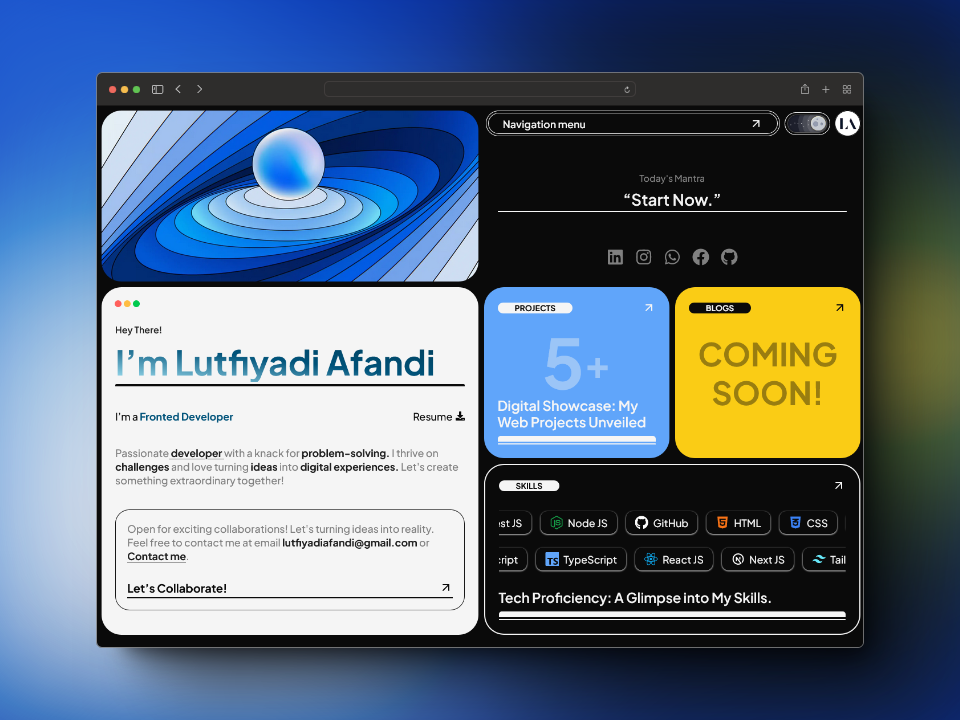 Navigation menu
LA
Today's Mantra
“Start Now.”
Hey There!
I'm Lutfiyadi Afandi
I'm a Fronted Developer
Resume
Passionate developer with a knack for problem-solving. I thrive on
challenges and love turning ideas into digital experiences. Let's create
something extraordinary together!
Open for exciting collaborations! Let's turning ideas into reality.
Feel free to contact me at email lutfiyadiafandi@gmail.com or
Contact me.
Let's Collaborate!
PROJECTS
5+
Digital Showcase: My
Web Projects Unveiled
BLOGS
COMING
SOON!
SKILLS
st JS
Node JS
GitHub
HTML
CSS
ript
TS TypeScript
React JS
Next JS
Tail
Tech Proficiency: A Glimpse into My Skills.